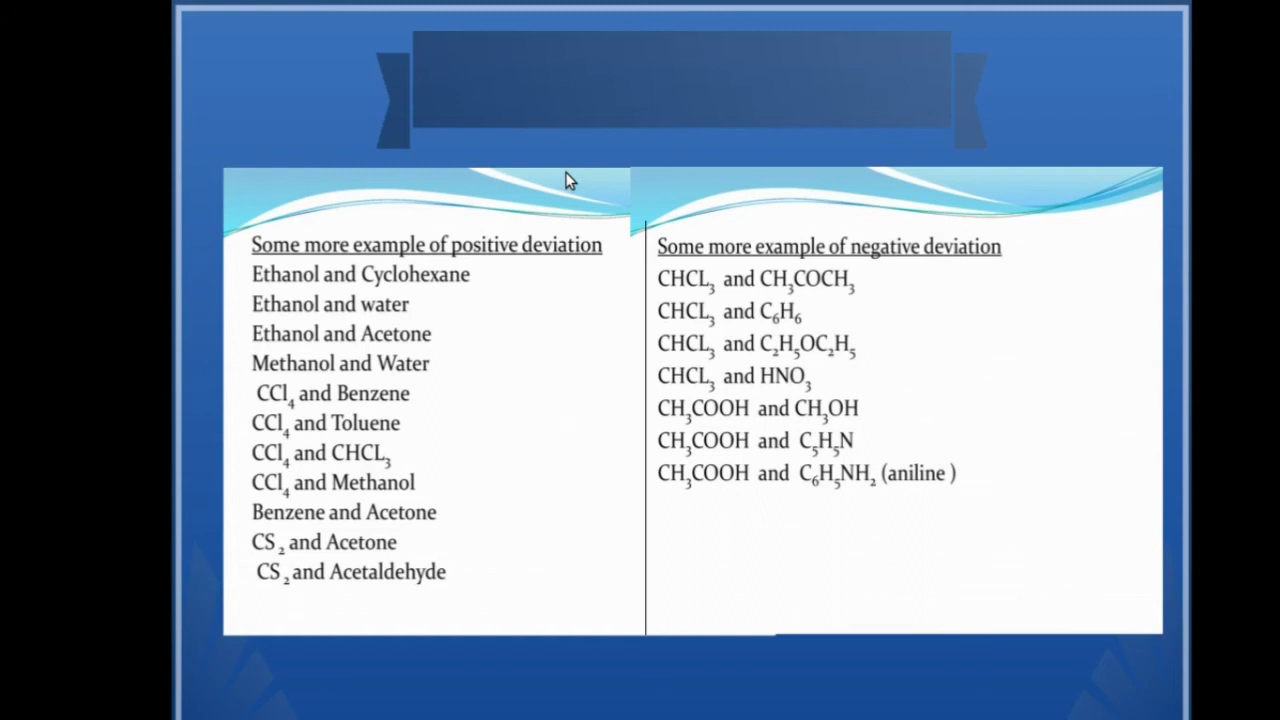 Some more example of positive deviation
Ethanol and Cyclohexane
Ethanol and water
Ethanol and Acetone
Methanol and Water
CCl₄ and Benzene
CCl₄ and Toluene
CCl₄ and CHCL₃
CCl₄ and Methanol
Benzene and Acetone
CS₂ and Acetone
CS₂ and Acetaldehyde
Some more example of negative deviation
CHCL₃ and CH₃COCH₃
CHCL₃ and C₆H₆
CHCL₃ and C₂H₅OC₂H₅
CHCL₃ and HNO₃
CH₃COOH and CH₃OH
CH₃COOH and C₅H₅N
CH₃COOH and C₆H₅NH₂ (aniline )